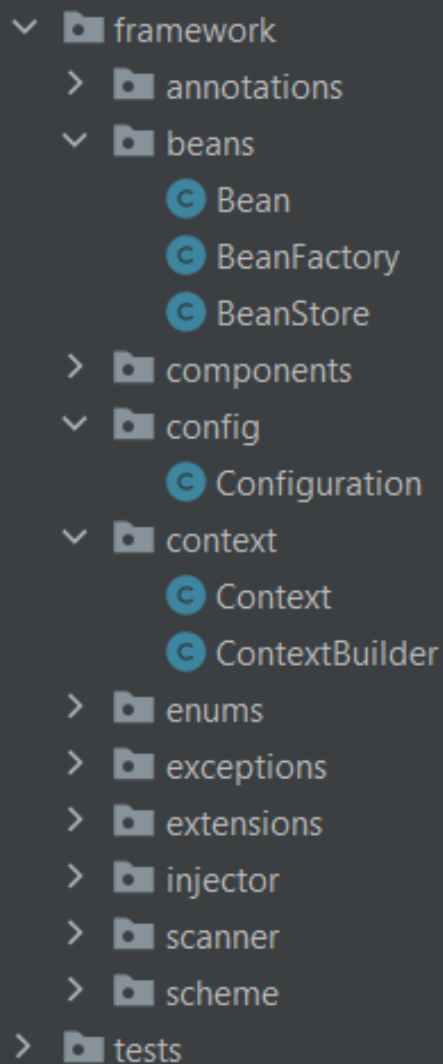 framework
annotations
beans
C Bean
C BeanFactory
C BeanStore
components
config
C Configuration
context
C Context
C ContextBuilder
enums
exceptions
extensions
injector
scanner
scheme
tests